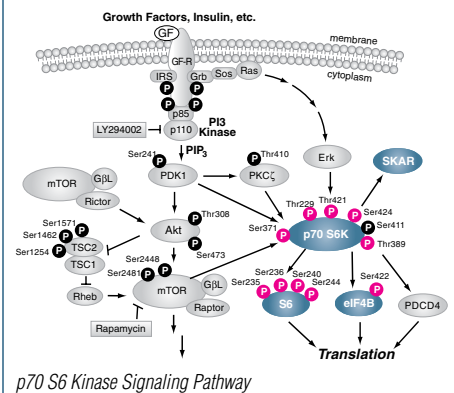 Growth Factors, Insulin, etc.
GF
membrane
cytoplasm
GF-R
IRS
Grb
Sos
Ras
P
P
P
P
p85
p110
PI3
Kinase
LY294002
PIP3
Ser241
P
PDK1
Thr410
P
PKCζ
Erk
SKAR
mTOR
GβL
Rictor
Thr229
Thr421
Ser424
P
P
P
Ser371
P
p70 S6K
P
Ser411
P
Thr389
Ser1571
Ser1462
Ser1254
P
P
P
TSC2
TSC1
Akt
P
Thr308
P
Ser473
Ser2448
Ser2481
P
P
mTOR
GβL
Raptor
Rheb
Rapamycin
Ser236
Ser240
Ser235
Ser244
P
P
P
P
S6
Ser422
P
eIF4B
PDCD4
Translation
p70 S6 Kinase Signaling Pathway